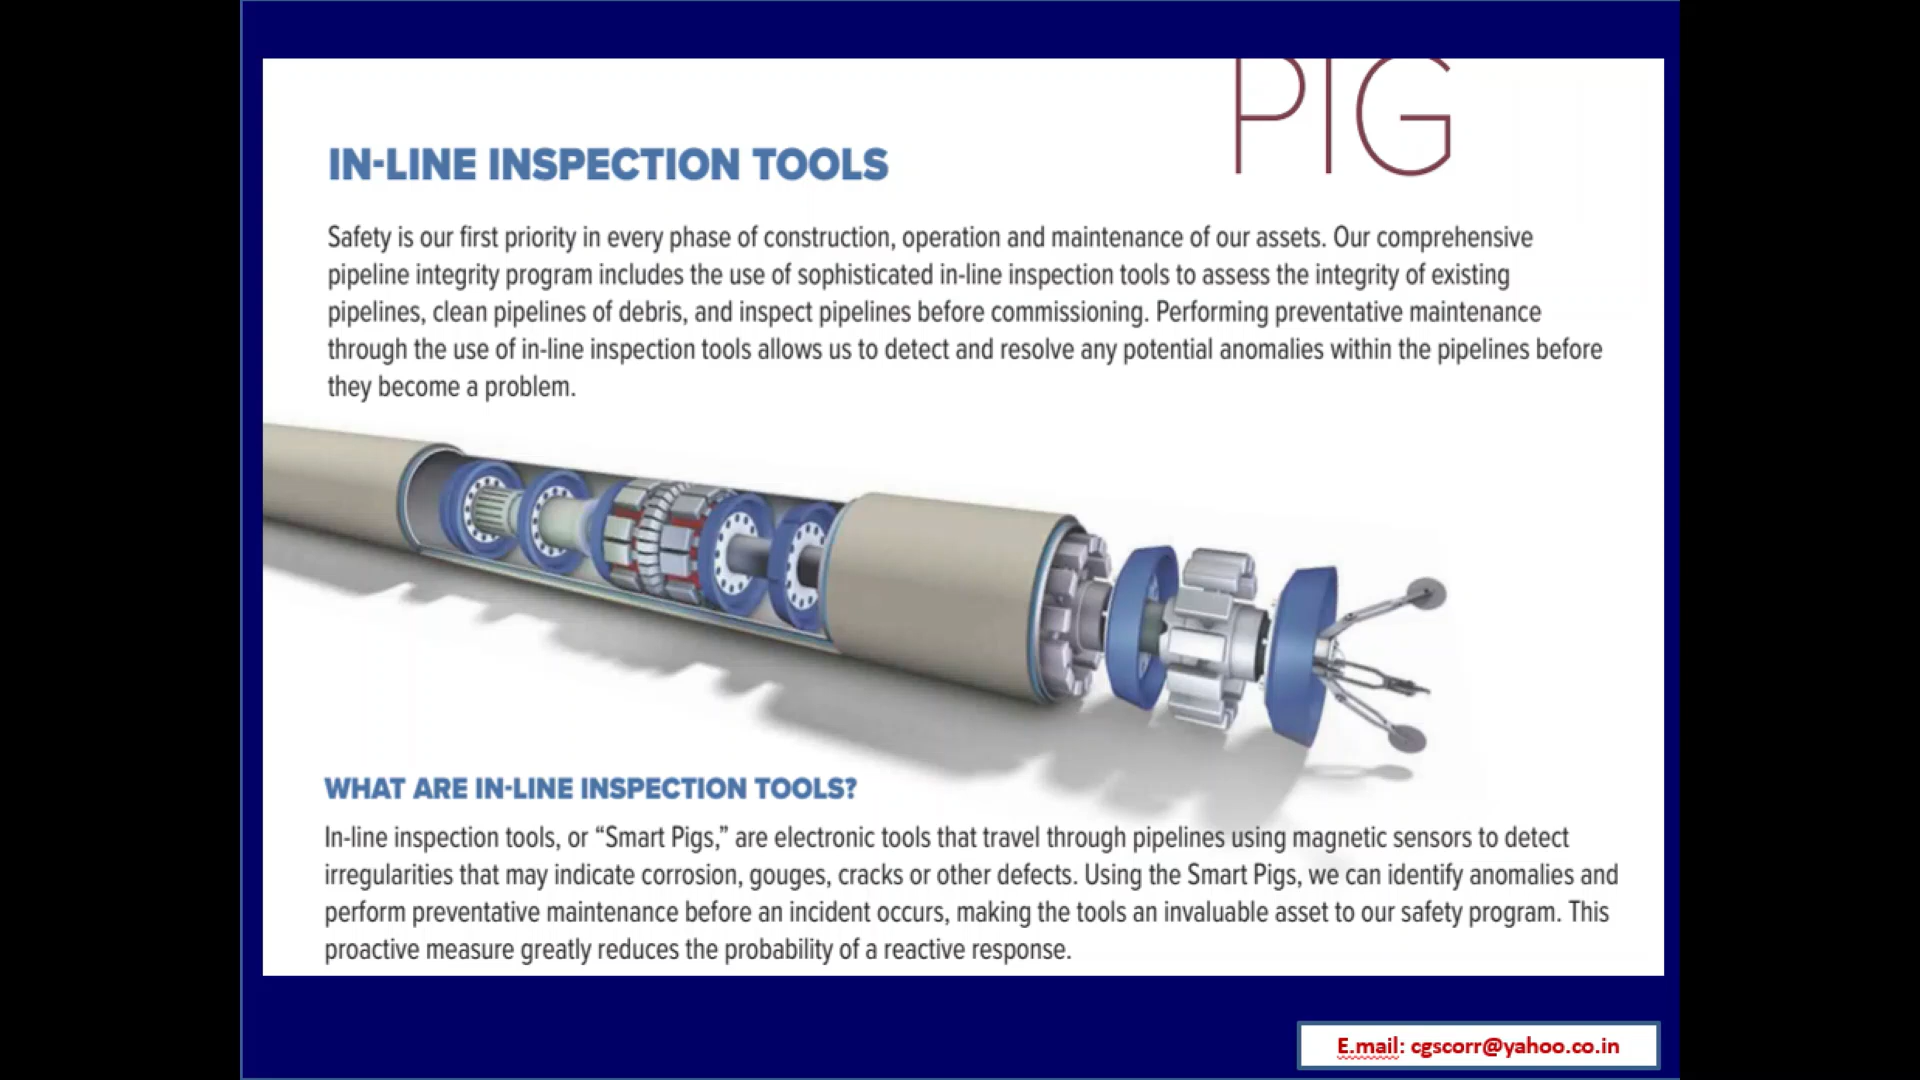 PIG
IN-LINE INSPECTION TOOLS
Safety is our first priority in every phase of construction, operation and maintenance of our assets. Our comprehensive
pipeline integrity program includes the use of sophisticated in-line inspection tools to assess the integrity of existing
pipelines, clean pipelines of debris, and inspect pipelines before commissioning. Performing preventative maintenance
through the use of in-line inspection tools allows us to detect and resolve any potential anomalies within the pipelines before
they become a problem.
WHAT ARE IN-LINE INSPECTION TOOLS?
In-line inspection tools, or “Smart Pigs,” are electronic tools that travel through pipelines using magnetic sensors to detect
irregularities that may indicate corrosion, gouges, cracks or other defects. Using the Smart Pigs, we can identify anomalies and
perform preventative maintenance before an incident occurs, making the tools an invaluable asset to our safety program. This
proactive measure greatly reduces the probability of a reactive response.
E.mail: cgscorr@yahoo.co.in